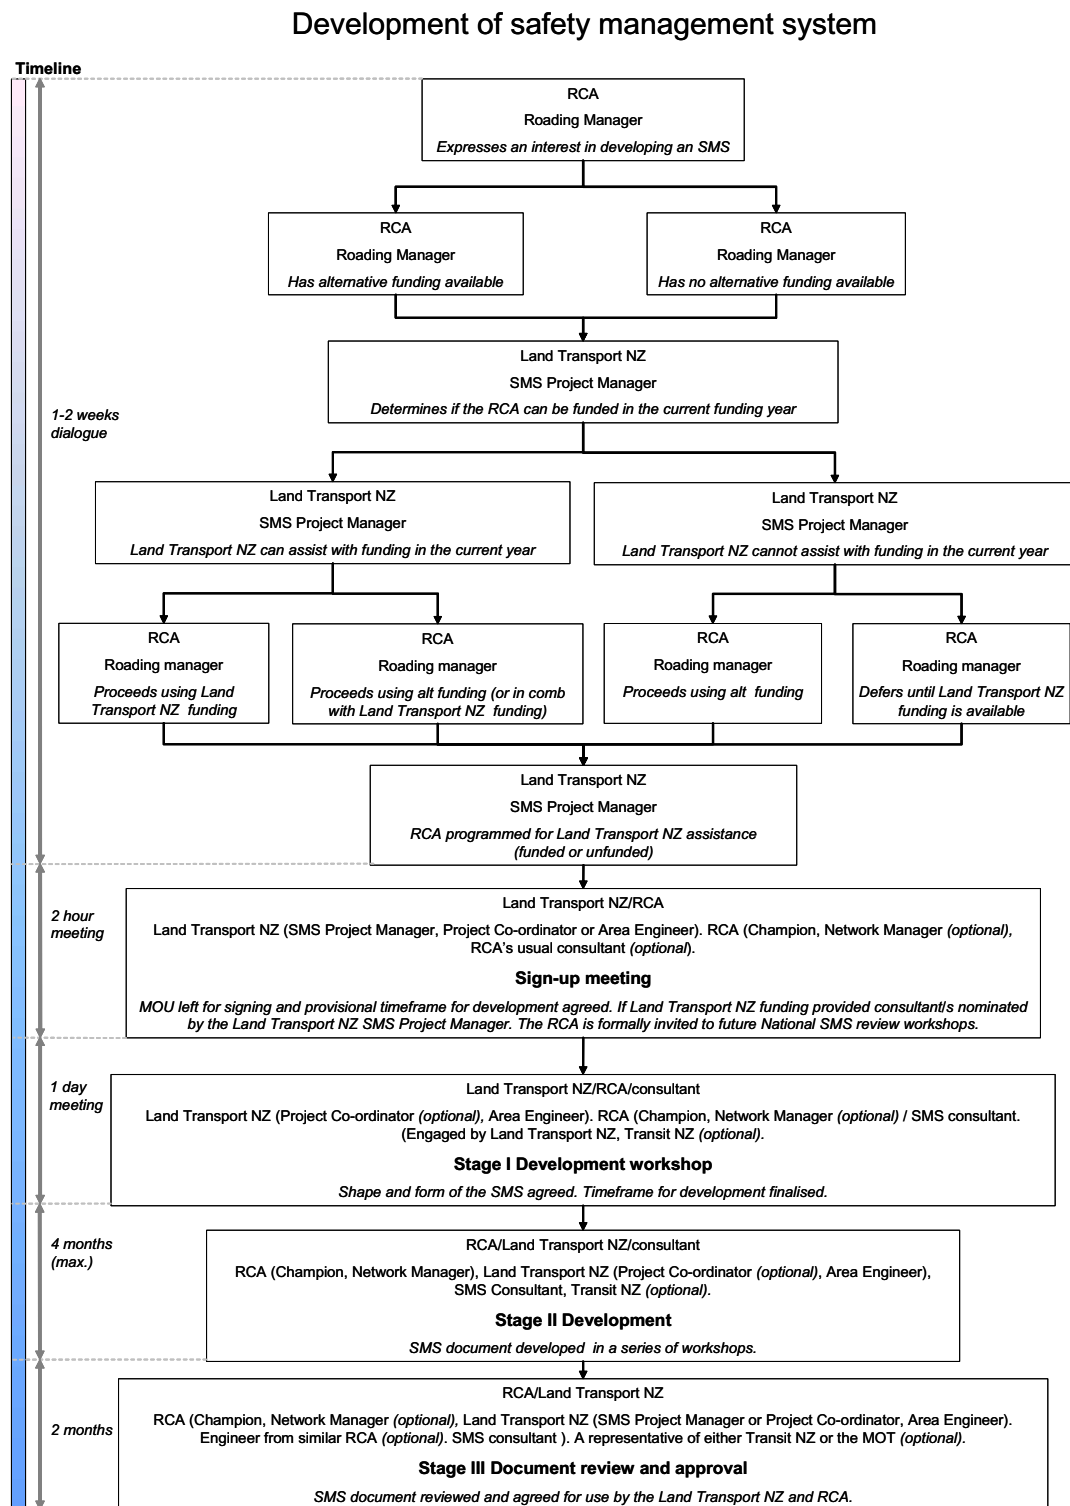 Development of safety management system
Timeline
RCA
Roading Manager
Expresses an interest in developing an SMS
RCA
Roading Manager
Has alternative funding available
RCA
Roading Manager
Has no alternative funding available
Land Transport NZ
SMS Project Manager
Determines if the RCA can be funded in the current funding year
1-2 weeks
dialogue
Land Transport NZ
SMS Project Manager
Land Transport NZ can assist with funding in the current year
Land Transport NZ
SMS Project Manager
Land Transport NZ cannot assist with funding in the current year
RCA
Roading manager
Proceeds using Land
Transport NZ funding
RCA
Roading manager
Proceeds using alt funding (or in comb
with Land Transport NZ funding)
RCA
Roading manager
Proceeds using alt funding
RCA
Roading manager
Defers until Land Transport NZ
funding is available
Land Transport NZ
SMS Project Manager
RCA programmed for Land Transport NZ assistance
(funded or unfunded)
2 hour
meeting
Land Transport NZ/RCA
Land Transport NZ (SMS Project Manager, Project Co-ordinator or Area Engineer). RCA (Champion, Network Manager (optional),
RCA's usual consultant (optional).
Sign-up meeting
MOU left for signing and provisional timeframe for development agreed. If Land Transport NZ funding provided consultant/s nominated
by the Land Transport NZ SMS Project Manager. The RCA is formally invited to future National SMS review workshops.
1 day
meeting
Land Transport NZ/RCA/consultant
Land Transport NZ (Project Co-ordinator (optional), Area Engineer). RCA (Champion, Network Manager (optional) / SMS consultant.
(Engaged by Land Transport NZ, Transit NZ (optional).
Stage I Development workshop
Shape and form of the SMS agreed. Timeframe for development finalised.
4 months
(max.)
RCA/Land Transport NZ/consultant
RCA (Champion, Network Manager), Land Transport NZ (Project Co-ordinator (optional), Area Engineer),
SMS Consultant, Transit NZ (optional).
Stage II Development
SMS document developed in a series of workshops.
2 months
RCA/Land Transport NZ
RCA (Champion, Network Manager (optional), Land Transport NZ (SMS Project Manager or Project Co-ordinator, Area Engineer).
Engineer from similar RCA (optional). SMS consultant ). A representative of either Transit NZ or the MOT (optional).
Stage III Document review and approval
SMS document reviewed and agreed for use by the Land Transport NZ and RCA.